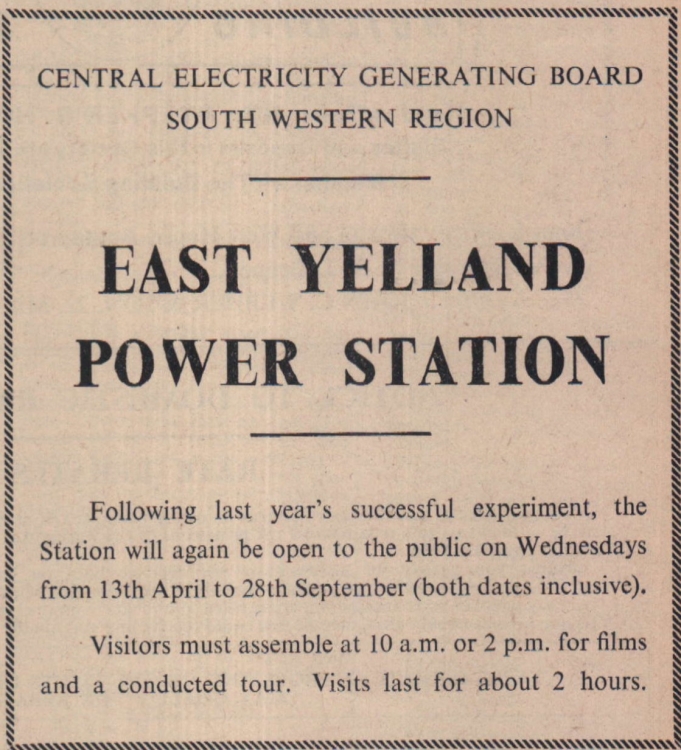 CENTRAL ELECTRICITY GENERATING BOARD
SOUTH WESTERN REGION
EAST YELLAND
POWER STATION
Following last year's successful experiment, the
Station will again be open to the public on Wednesdays
from 13th April to 28th September (both dates inclusive).
Visitors must assemble at 10 a.m. or 2 p.m. for films
and a conducted tour. Visits last for about 2 hours.